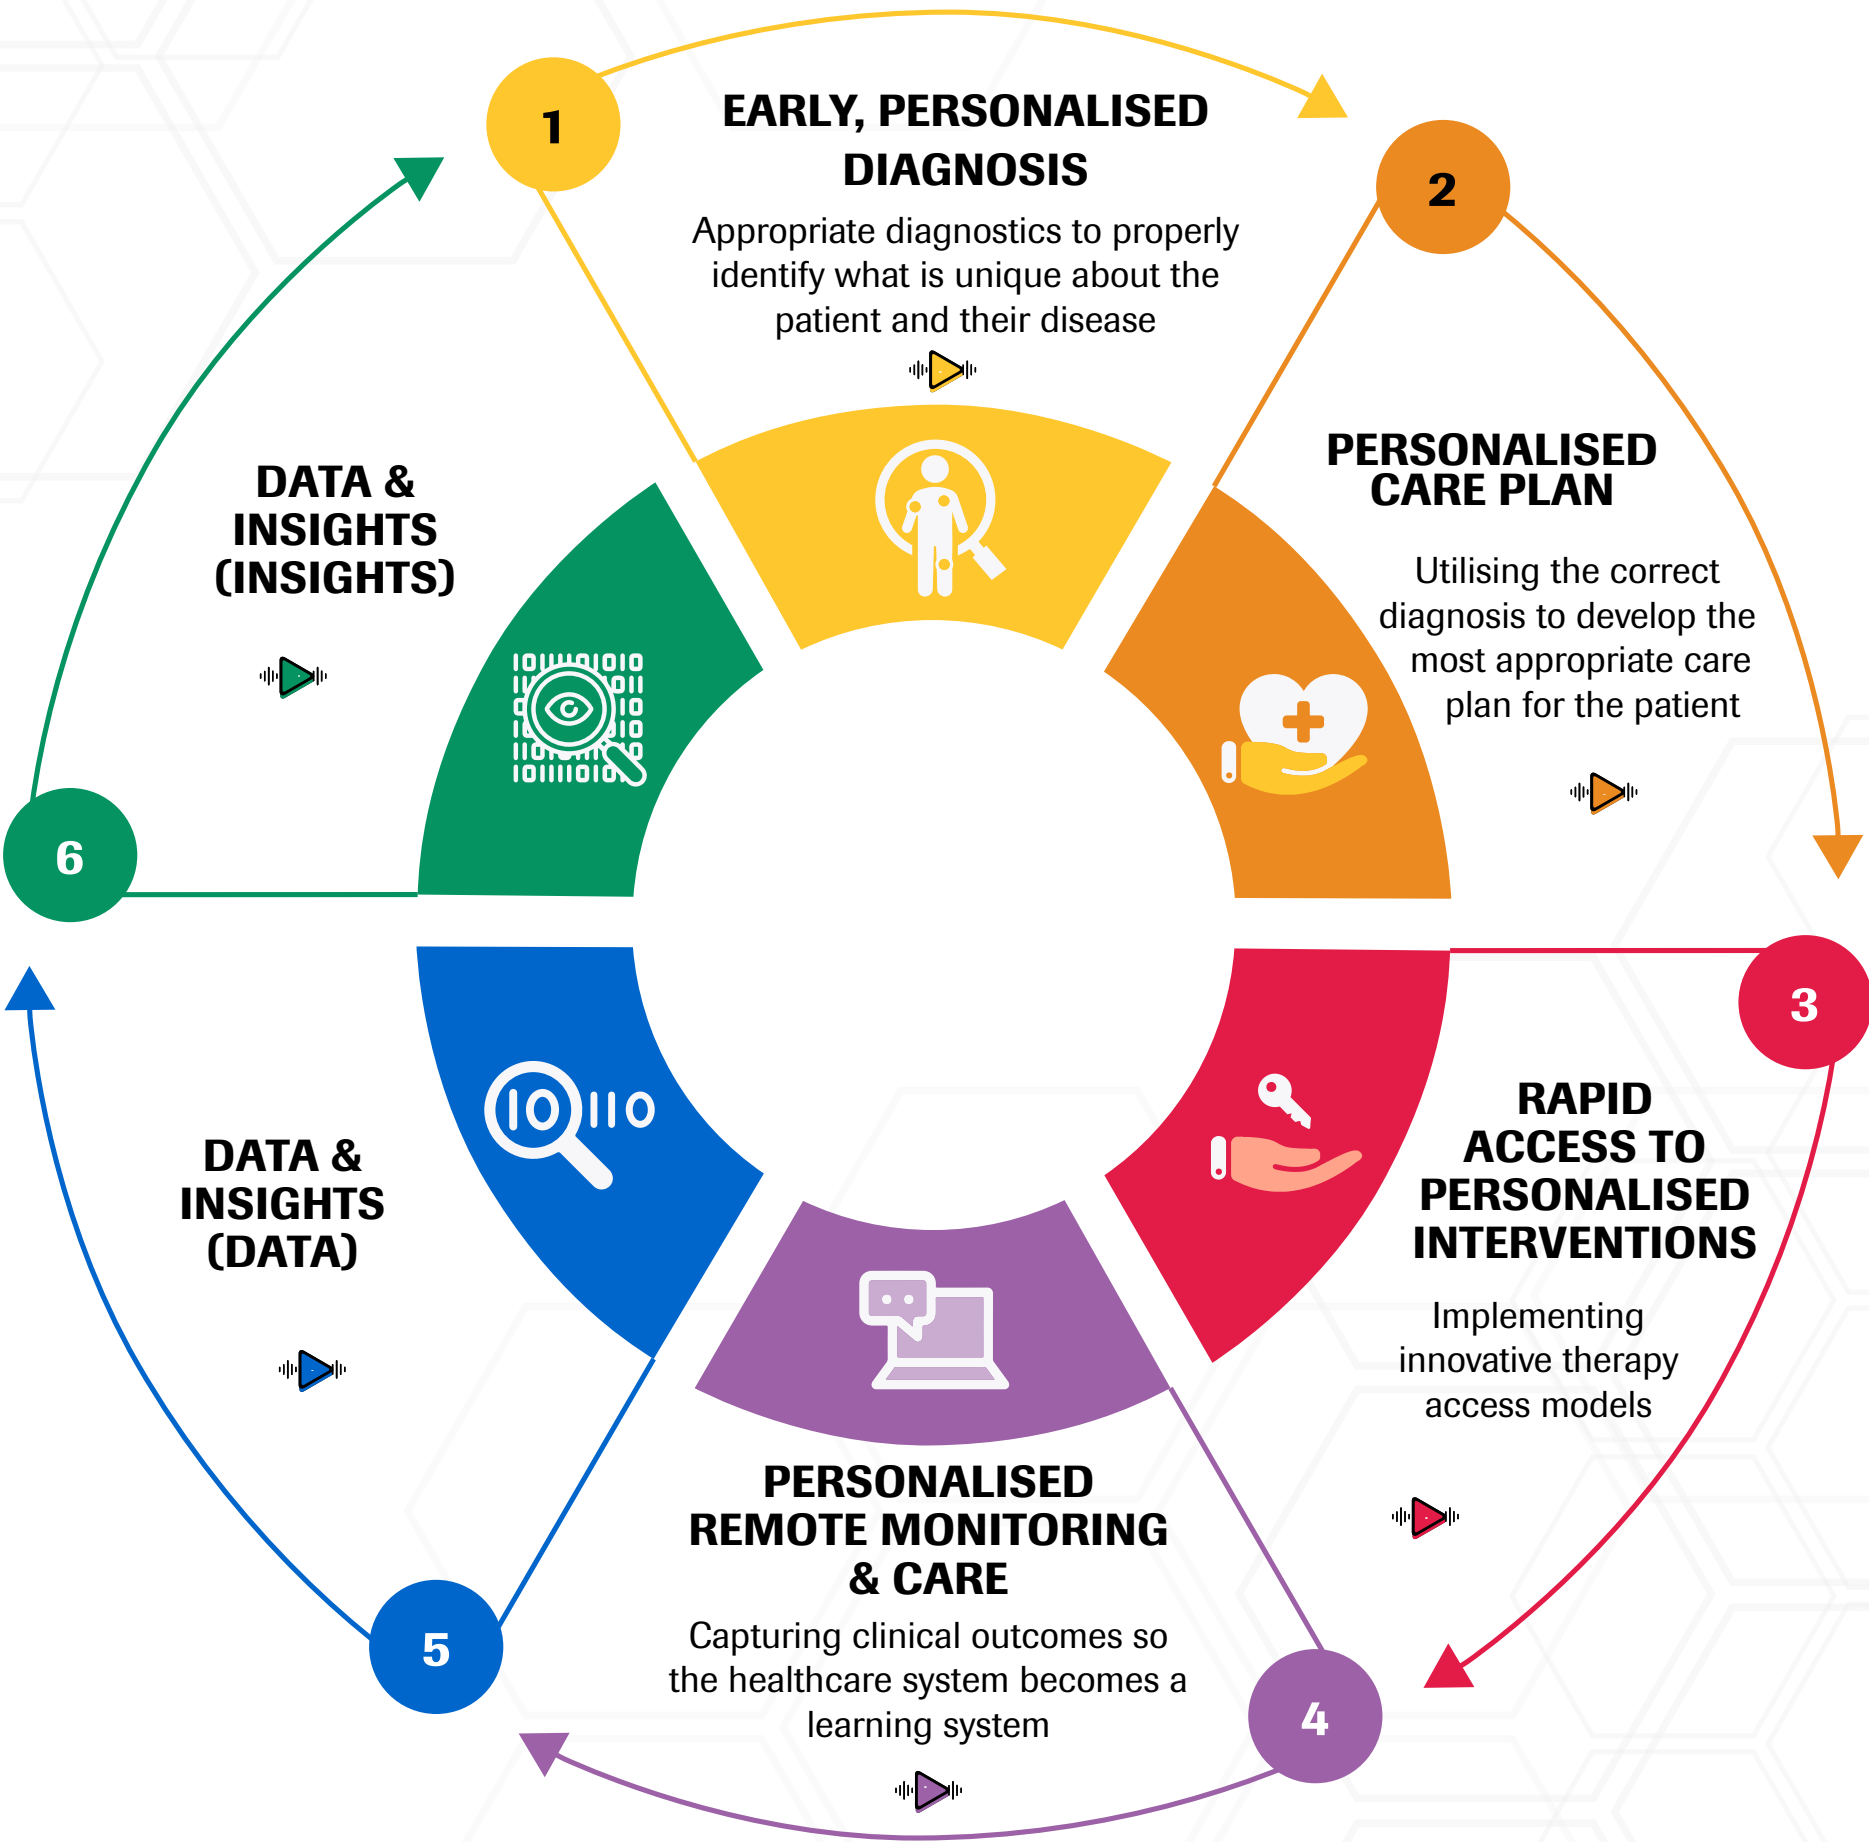 1
EARLY, PERSONALISED
DIAGNOSIS
Appropriate diagnostics to properly
identify what is unique about the
patient and their disease
2
PERSONALISED
CARE PLAN
Utilising the correct
diagnosis to develop the
most appropriate care
plan for the patient
3
RAPID
ACCESS TO
PERSONALISED
INTERVENTIONS
Implementing
innovative therapy
access models
4
PERSONALISED
REMOTE MONITORING
& CARE
Capturing clinical outcomes so
the healthcare system becomes a
learning system
5
DATA &
INSIGHTS
(DATA)
10110
6
DATA &
INSIGHTS
(INSIGHTS)